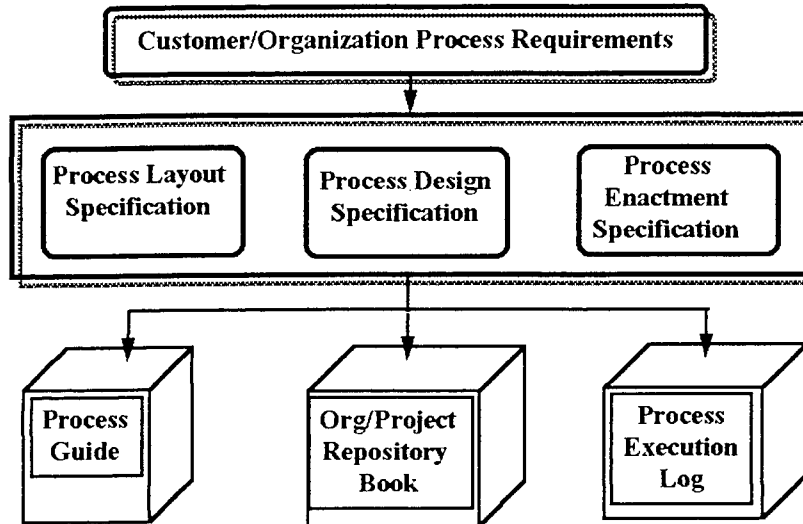 Customer/Organization Process Requirements
Process Layout
Specification
Process Design
Specification
Process
Enactment
Specification
Process
Guide
Org/Project
Repository
Book
Process
Execution
Log